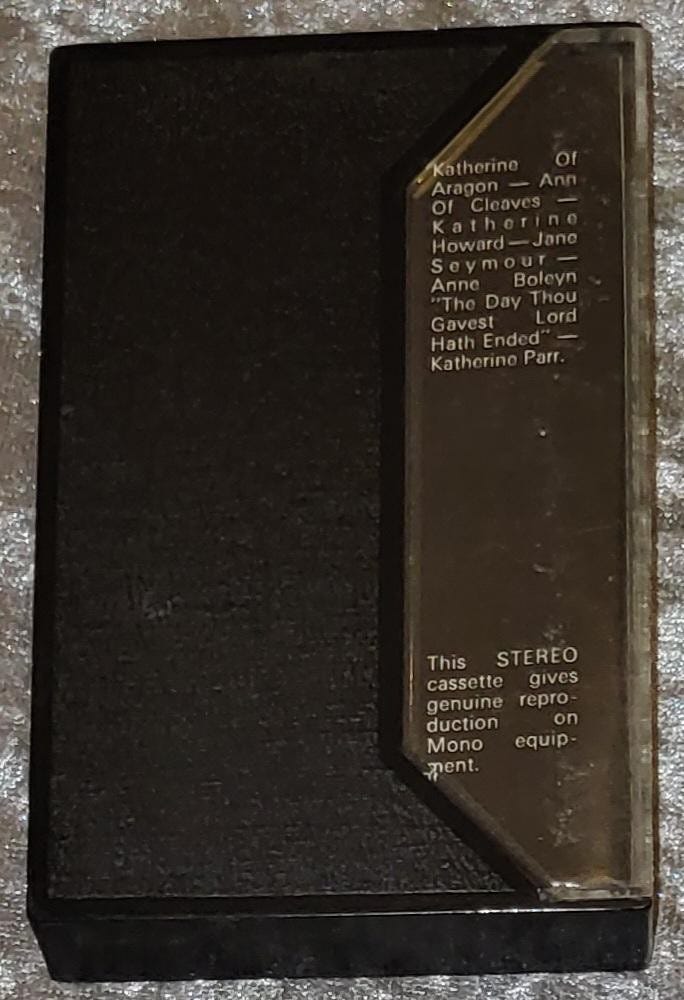 Katherine Of
Aragon — Ann
Of Cleaves —
Katherine
Howard — Jane
Seymour —
Anne Boleyn
"The Day Thou
Gavest Lord
Hath Ended" —
Katherine Parr.
This STEREO
cassette gives
genuine repro-
duction on
Mono equip-
ment.